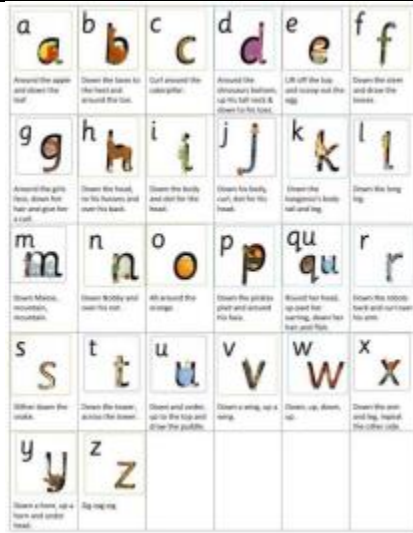 a b c d e f
Around the apple and down the leaf.
Down the laces to the heel and around the toe.
Curl around the caterpillar.
Around the dinosaurs bottom, up his tall neck & down to his toes.
Lift off the top and scoop out the egg.
Down the stem and draw the leaves.
g h i j k l
Around the girls face, down her hair and give her a curl.
Down the head, to his hooves and over his back.
Down the body and dot for the head.
Down his body, curl, dot for his head.
Down the kangaroo's body tail and leg.
Down the long leg.
m n o p qu r
Down Maisie, mountain, mountain.
Down Nobby and over his net.
All around the orange.
Down the pirates plait and around his face.
Round her head, up past her earring, down her hair and flick.
Down the robots back and curl over his arm.
s t u v w x
Slither down the snake.
Down the tower, across the tower.
Down and under, up to the top and draw the puddle.
Down a wing, up a wing.
Down, up, down, up.
Down the arm and leg, repeat the other side.
y z
Down a horn, up a horn and under head.
Zig-zag-zig.